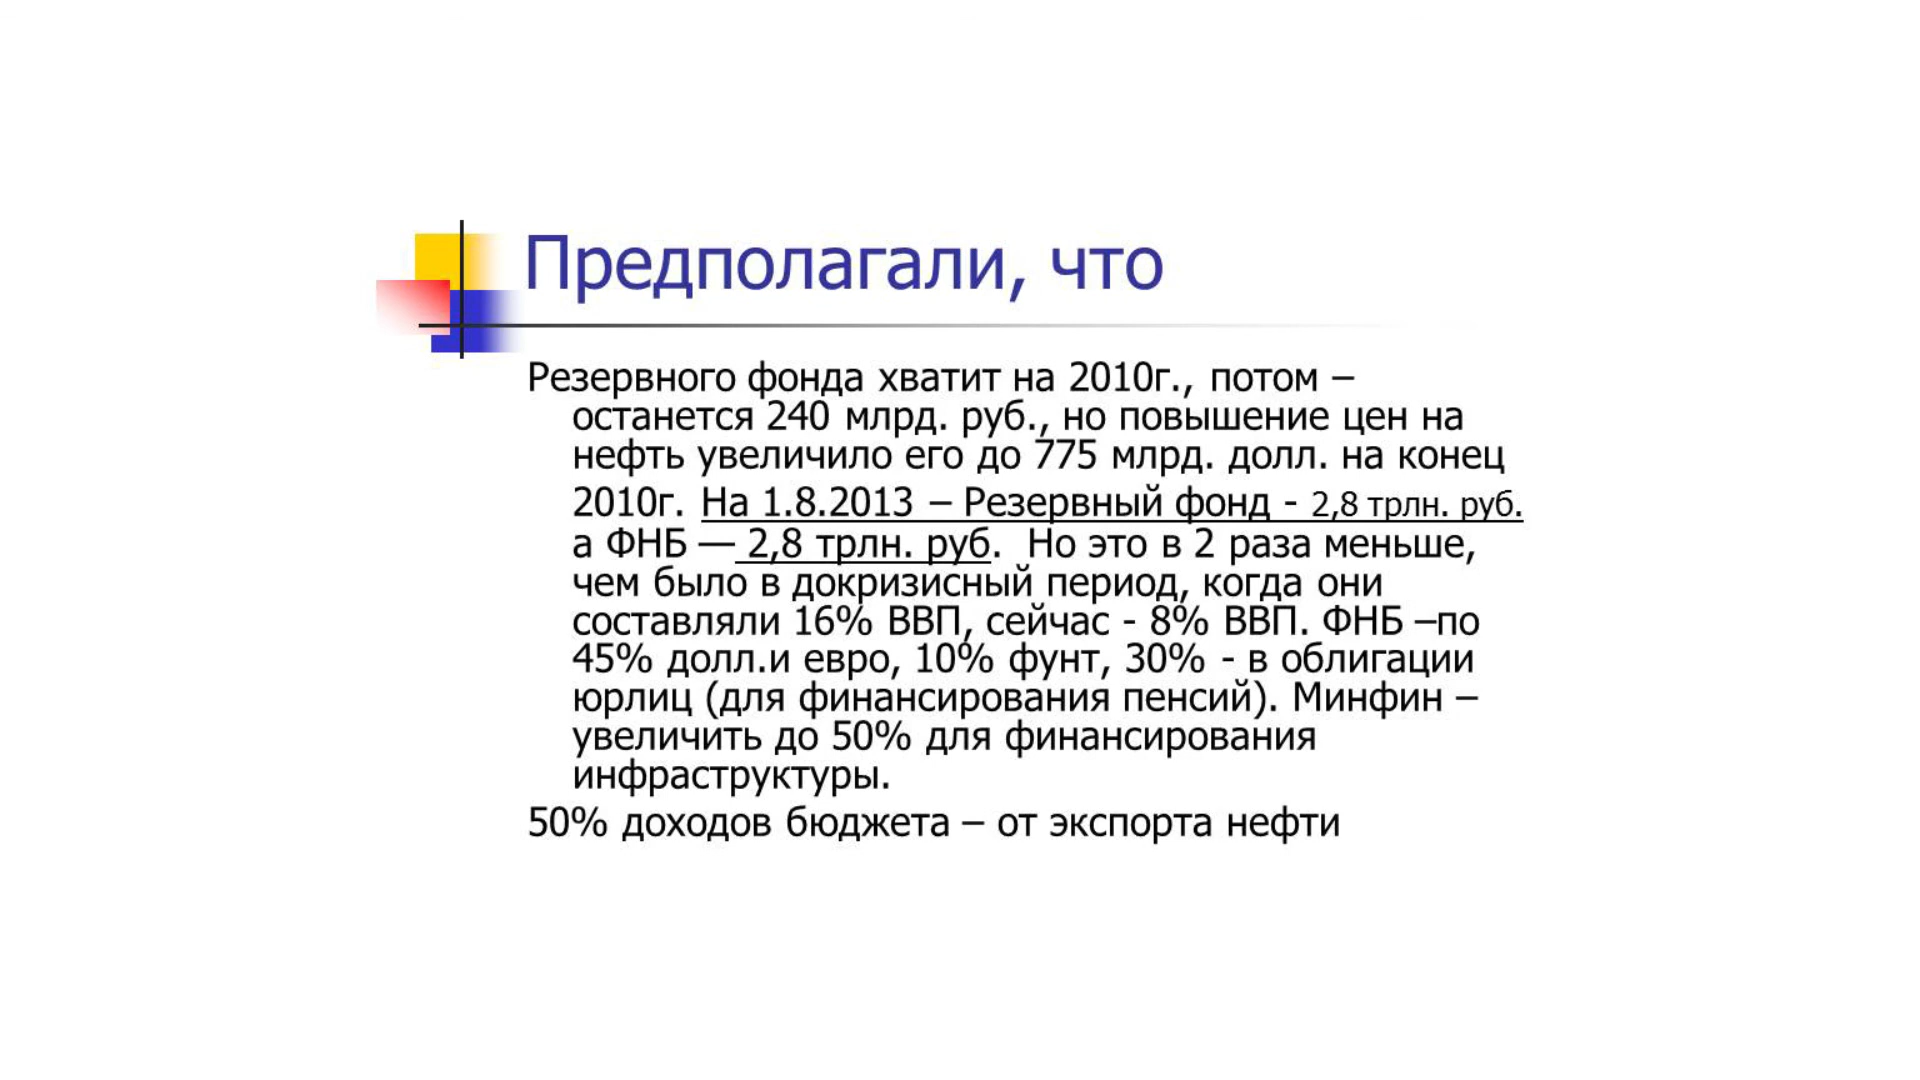 Предполагали, что
Резервного фонда хватит на 2010г., потом –
останется 240 млрд. руб., но повышение цен на
нефть увеличило его до 775 млрд. долл. на конец
2010г. На 1.8.2013 – Резервный фонд - 2,8 трлн. руб.
а ФНБ — 2,8 трлн. руб. Но это в 2 раза меньше,
чем было в докризисный период, когда они
составляли 16% ВВП, сейчас - 8% ВВП. ФНБ –по
45% долл.и евро, 10% фунт, 30% - в облигации
юрлиц (для финансирования пенсий). Минфин –
увеличить до 50% для финансирования
инфраструктуры.
50% доходов бюджета – от экспорта нефти